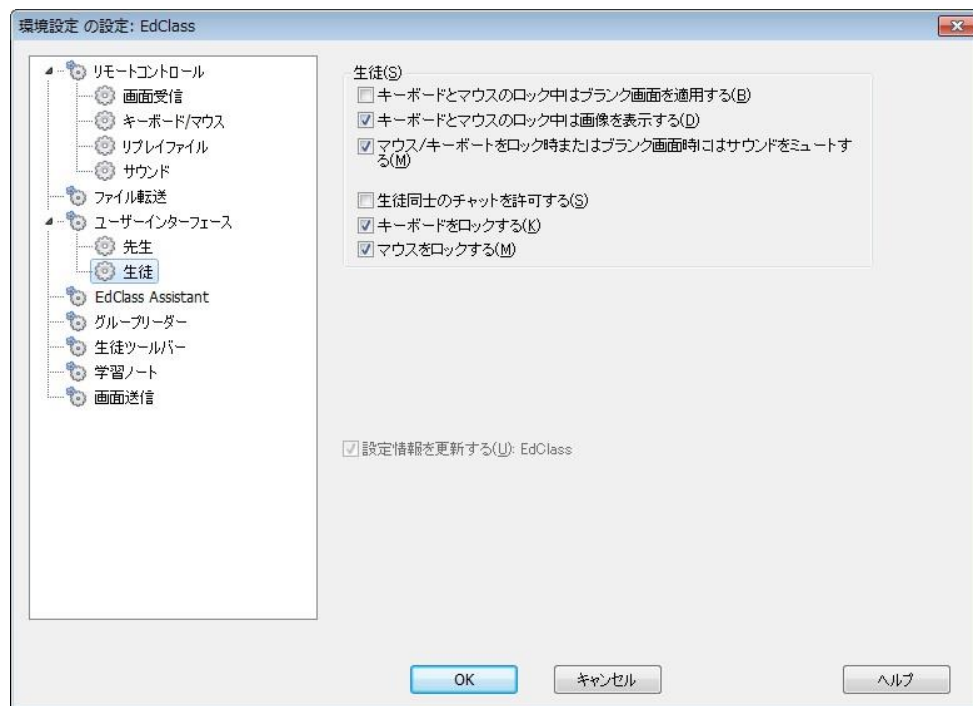 環境設定 の設定: EdClass
リモートコントロール
画面受信
キーボード/マウス
リプレイファイル
サウンド
ファイル転送
ユーザーインターフェース
先生
生徒
EdClass Assistant
グループリーダー
生徒ツールバー
学習ノート
画面送信
生徒(S)
キーボードとマウスのロック中はブランク画面を適用する(B)
キーボードとマウスのロック中は画像を表示する(D)
マウス/キーボートをロック時またはブランク画面時にはサウンドをミュートす
る(M)
生徒同士のチャットを許可する(S)
キーボードをロックする(K)
マウスをロックする(M)
設定情報を更新する(U): EdClass
OK
キャンセル
ヘルプ